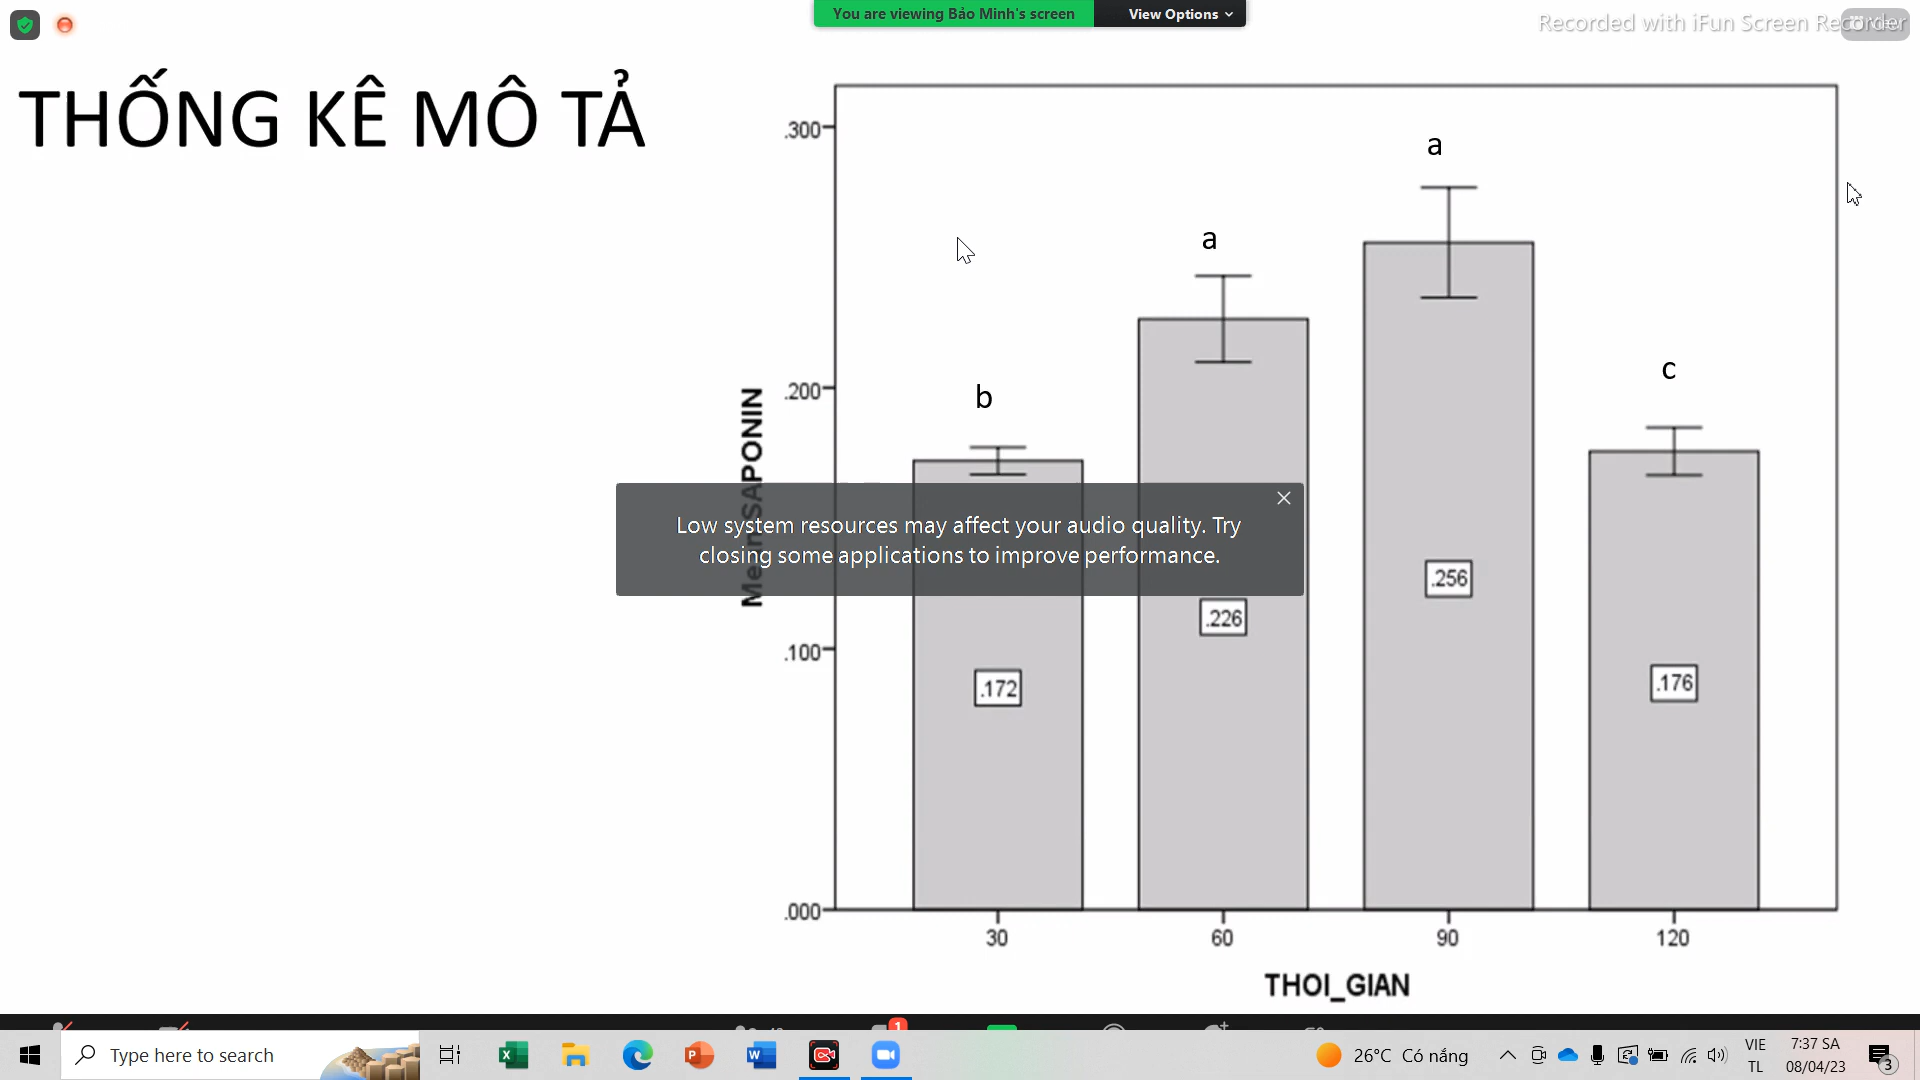 You are viewing Bảo Minh's screen
View Options
Recorded with iFun Screen Recorder
THỐNG KÊ MÔ TẢ
.300
.200
.100
.000
b
a
a
c
Low system resources may affect your audio quality. Try
closing some applications to improve performance.
.172
.226
.256
.176
30
60
90
120
THOI_GIAN
1
Type here to search
26°C Có nắng
VIE
TL
7:37 SA
08/04/23
3